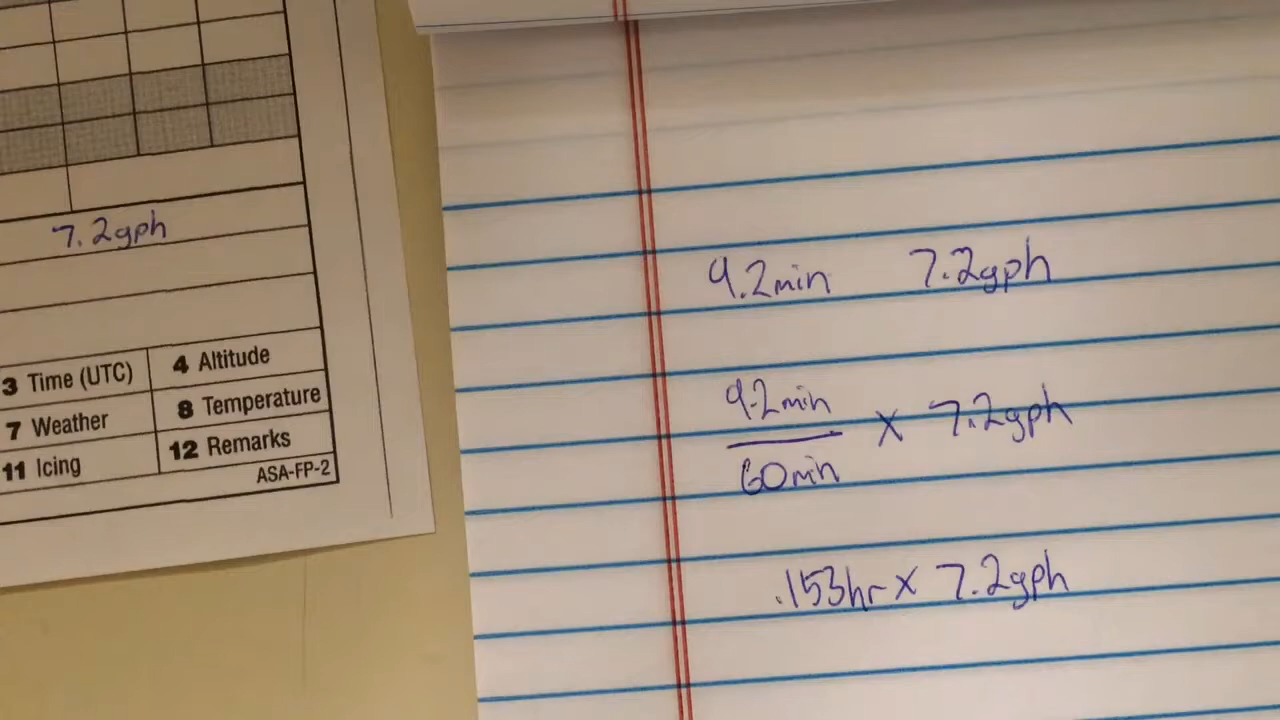 7.2gph
3 Time (UTC) 4 Altitude
7 Weather 8 Temperature
11 Icing 12 Remarks
ASA-FP-2
9.2min 7.2gph
9.2min
60min
x 7.2gph
.153hr x 7.2gph